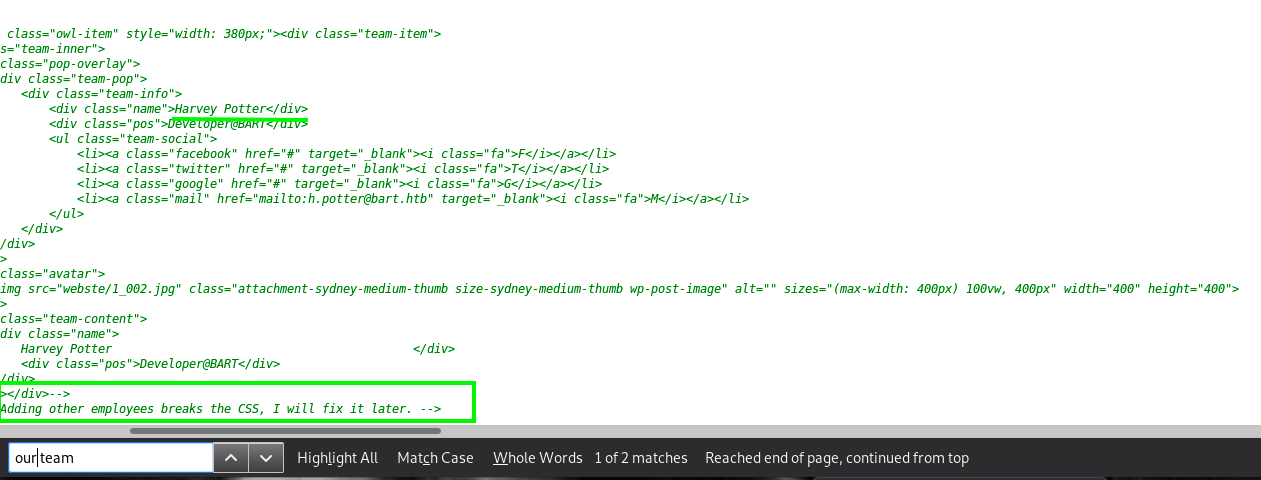 class="owl-item" style="width: 380px;"><div class="team-item">
s="team-inner">
class="pop-overlay">
div class="team-pop">
<div class="team-info">
<div class="name">Harvey Potter</div>
<div class="pos">Developer@BART</div>
<ul class="team-social">
<li><a class="facebook" href="#" target="_blank"><i class="fa">F</i></a></li>
<li><a class="twitter" href="#" target="_blank"><i class="fa">T</i></a></li>
<li><a class="google" href="#" target="_blank"><i class="fa">G</i></a></li>
<li><a class="mail" href="mailto:h.potter@bart.htb" target="_blank"><i class="fa">M</i></a></li>
</ul>
</div>
/div>
>
class="avatar">
img src="webste/1_002.jpg" class="attachment-sydney-medium-thumb size-sydney-medium-thumb wp-post-image" alt="" sizes="(max-width: 400px) 100vw, 400px" width="400" height="400">
>
class="team-content">
div class="name">
Harvey Potter </div>
<div class="pos">Developer@BART</div>
/div>
></div>-->
Adding other employees breaks the CSS, I will fix it later. -->
our team Highlight All Match Case Whole Words 1 of 2 matches Reached end of page, continued from top